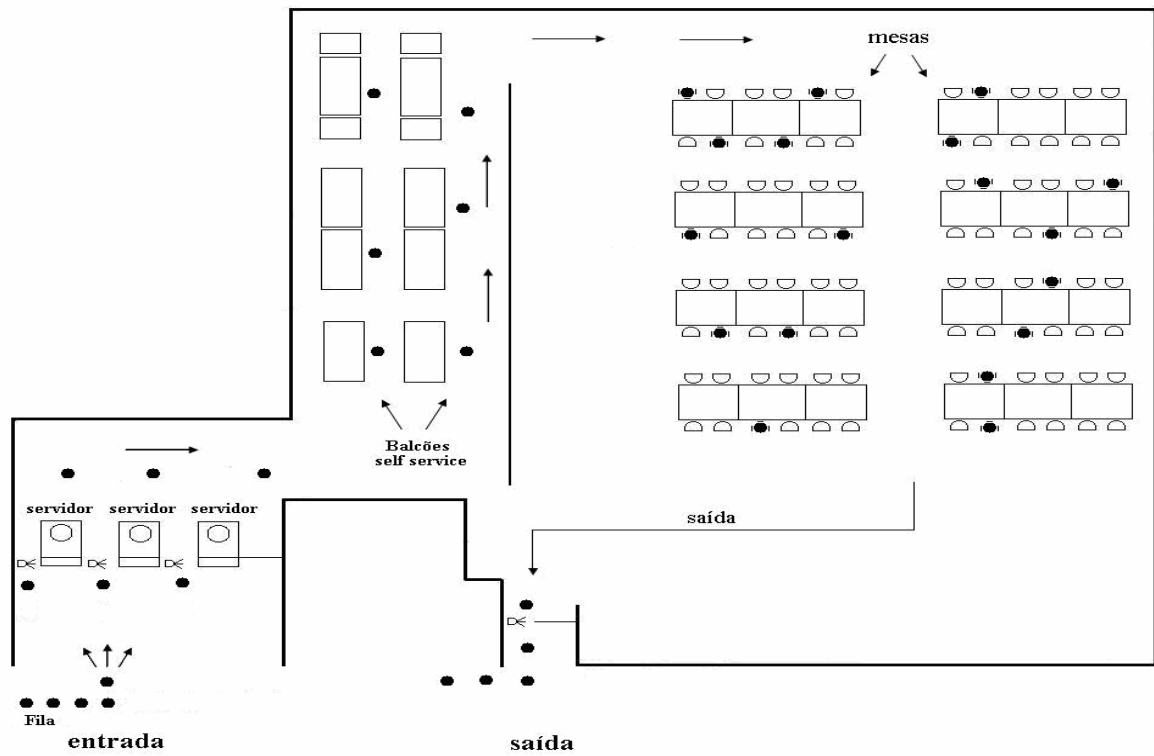 mesas
Balcões
self service
servidor servidor servidor
saída
Fila
entrada
saída